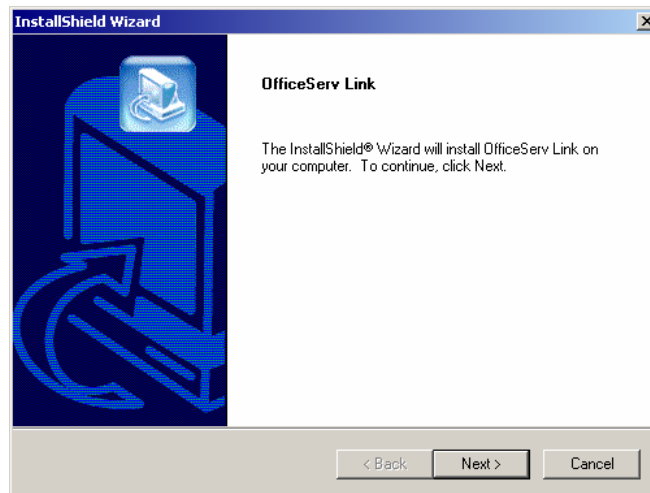 InstallShield Wizard
OfficeServ Link
The InstallShield® Wizard will install OfficeServ Link on
your computer.  To continue, click Next.
< Back
Next >
Cancel